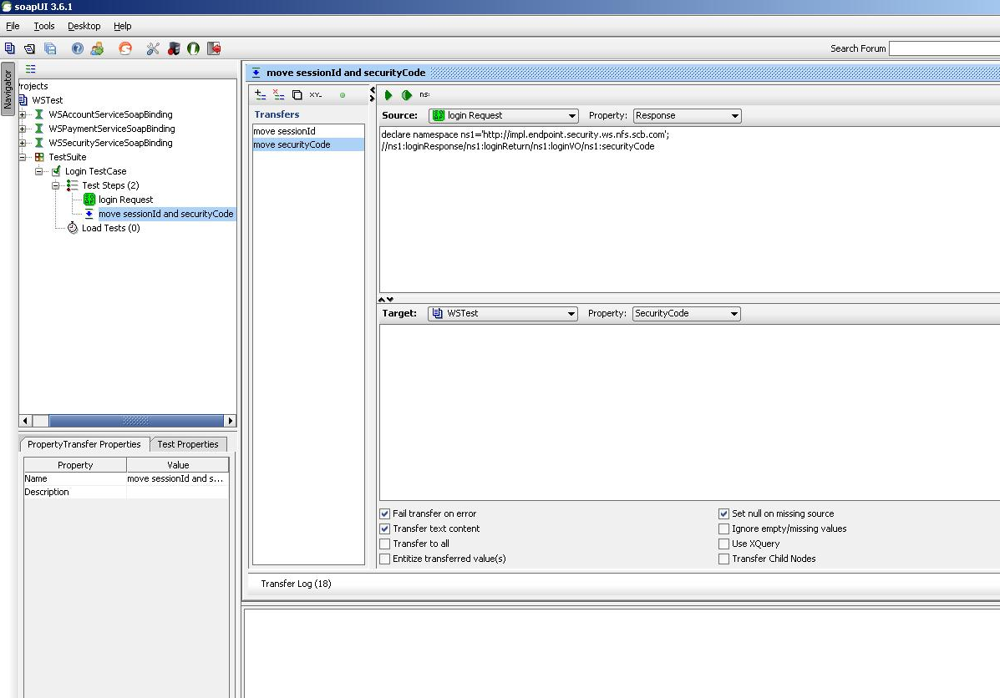 soapUI 3.6.1
File Tools Desktop Help
Search Forum
Navigator
rojects
WSTest
WSAccountServiceSoapBinding
WSPaymentServiceSoapBinding
WSSecurityServiceSoapBinding
TestSuite
Login TestCase
Test Steps (2)
login Request
move sessionId and securityCode
Load Tests (0)
PropertyTransfer Properties Test Properties
Property Value
Name move sessionId and s...
Description
move sessionId and securityCode
XY- ns:
Transfers
move sessionId
move securityCode
Source: login Request Property: Response
declare namespace ns1='http://impl.endpoint.security.ws.nfs.scb.com';
//ns1:loginResponse/ns1:loginReturn/ns1:loginVO/ns1:securityCode
Target: WSTest Property: SecurityCode
Fail transfer on error Set null on missing source
Transfer text content Ignore empty/missing values
Transfer to all Use XQuery
Entitize transferred value(s) Transfer Child Nodes
Transfer Log (18)